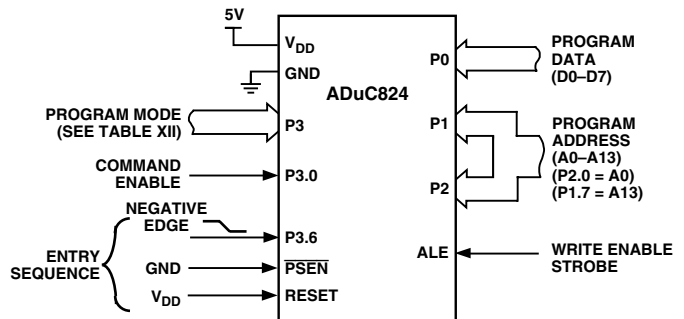 5V
VDD
GND
ADuC824
P0
PROGRAM
DATA
(D0–D7)
PROGRAM MODE
(SEE TABLE XII)
P3
P1
PROGRAM
ADDRESS
(A0–A13)
(P2.0 = A0)
(P1.7 = A13)
COMMAND
ENABLE
P3.0
P2
NEGATIVE
EDGE
P3.6
ENTRY
SEQUENCE
GND
PSEN
VDD
RESET
ALE
WRITE ENABLE
STROBE